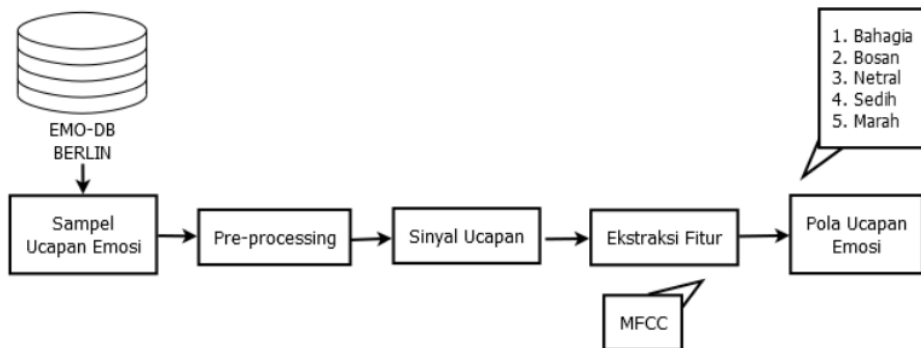 EMO-DB
BERLIN
Sampel
Ucapan Emosi
Pre-processing
Sinyal Ucapan
Ekstraksi Fitur
MFCC
Pola Ucapan
Emosi
1. Bahagia
2. Bosan
3. Netral
4. Sedih
5. Marah